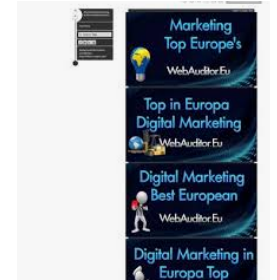 Marketing
Top Europe's
WebAuditor.Eu
Top in Europa
Digital Marketing
WebAuditor.Eu
Digital Marketing
Best European
WebAuditor.Eu
Digital Marketing in
Europa Top